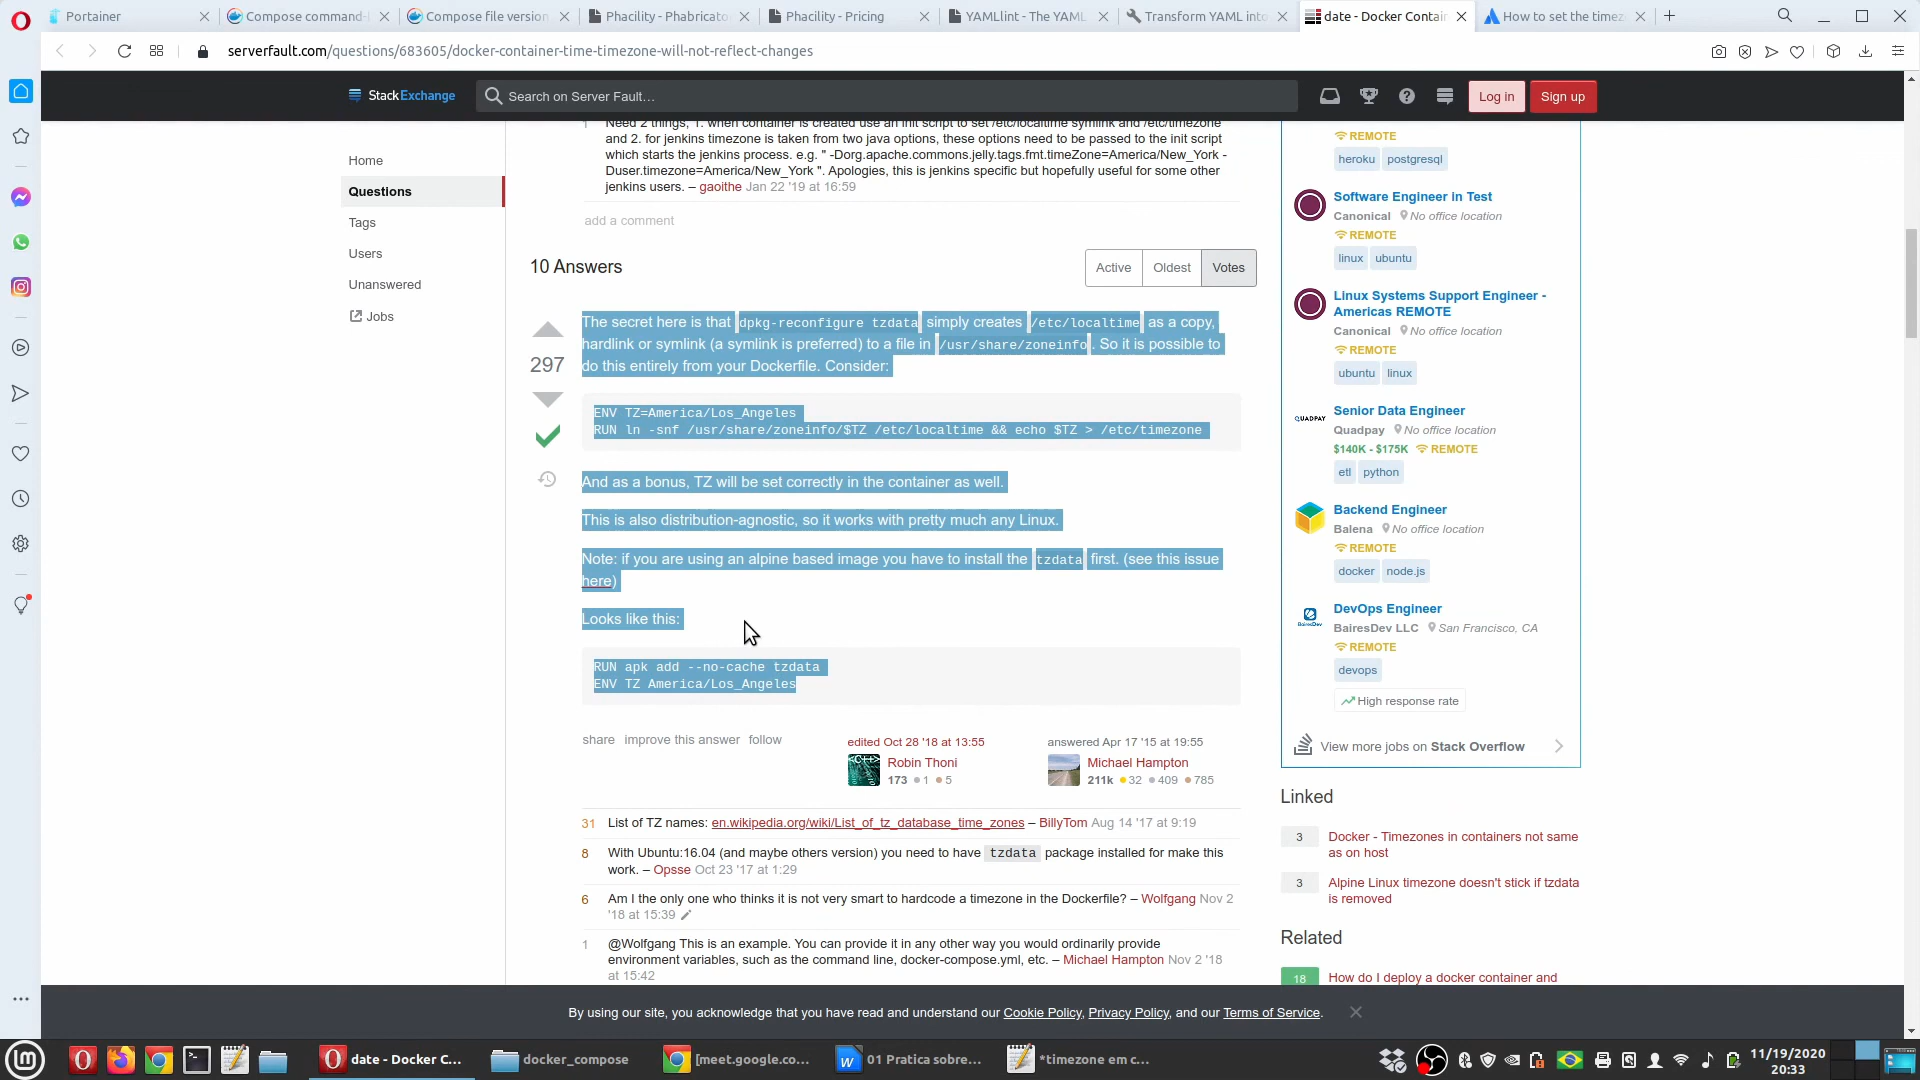 Portainer
Compose command-l
Compose file version
Phacility - Phabricato
Phacility - Pricing
YAMLlint - The YAML
Transform YAML into
date - Docker Contain
How to set the timez
serverfault.com/questions/683605/docker-container-time-timezone-will-not-reflect-changes
StackExchange
Search on Server Fault…
Log in
Sign up
Home
Questions
Tags
Users
Unanswered
Jobs
1 Need 2 things, 1. when container is created use an init script to set /etc/localtime symlink and /etc/timezone
and 2. for jenkins timezone is taken from two java options, these options need to be passed to the init script
which starts the jenkins process. e.g. " -Dorg.apache.commons.jelly.tags.fmt.timeZone=America/New_York -
Duser.timezone=America/New_York ". Apologies, this is jenkins specific but hopefully useful for some other
jenkins users. – gaoithe Jan 22 '19 at 16:59
add a comment
10 Answers
Active
Oldest
Votes
297
The secret here is that dpkg-reconfigure tzdata simply creates /etc/localtime as a copy,
hardlink or symlink (a symlink is preferred) to a file in /usr/share/zoneinfo . So it is possible to
do this entirely from your Dockerfile. Consider:
ENV TZ=America/Los_Angeles
RUN ln -snf /usr/share/zoneinfo/$TZ /etc/localtime && echo $TZ > /etc/timezone
And as a bonus, TZ will be set correctly in the container as well.
This is also distribution-agnostic, so it works with pretty much any Linux.
Note: if you are using an alpine based image you have to install the tzdata first. (see this issue
here)
Looks like this:
RUN apk add --no-cache tzdata
ENV TZ America/Los_Angeles
share improve this answer follow
edited Oct 28 '18 at 13:55
Robin Thoni
173 1 5
answered Apr 17 '15 at 19:55
Michael Hampton
211k 32 409 785
31 List of TZ names: en.wikipedia.org/wiki/List_of_tz_database_time_zones – BillyTom Aug 14 '17 at 9:19
8 With Ubuntu:16.04 (and maybe others version) you need to have tzdata package installed for make this
work. – Opsse Oct 23 '17 at 1:29
6 Am I the only one who thinks it is not very smart to hardcode a timezone in the Dockerfile? – Wolfgang Nov 2
'18 at 15:39
1 @Wolfgang This is an example. You can provide it in any other way you would ordinarily provide
environment variables, such as the command line, docker-compose.yml, etc. – Michael Hampton Nov 2 '18
at 15:42
REMOTE
heroku postgresql
Software Engineer in Test
Canonical No office location
REMOTE
linux ubuntu
Linux Systems Support Engineer -
Americas REMOTE
Canonical No office location
REMOTE
ubuntu linux
QUADPAY
Senior Data Engineer
Quadpay No office location
$140K - $175K REMOTE
etl python
Backend Engineer
Balena No office location
REMOTE
docker node.js
BairesDev
DevOps Engineer
BairesDev LLC San Francisco, CA
REMOTE
devops
High response rate
View more jobs on Stack Overflow
Linked
3 Docker - Timezones in containers not same
as on host
3 Alpine Linux timezone doesn't stick if tzdata
is removed
Related
18 How do I deploy a docker container and
By using our site, you acknowledge that you have read and understand our Cookie Policy, Privacy Policy, and our Terms of Service.
date - Docker C...
docker_compose
[meet.google.co...
01 Pratica sobre...
*timezone em c...
11/19/2020
20:33